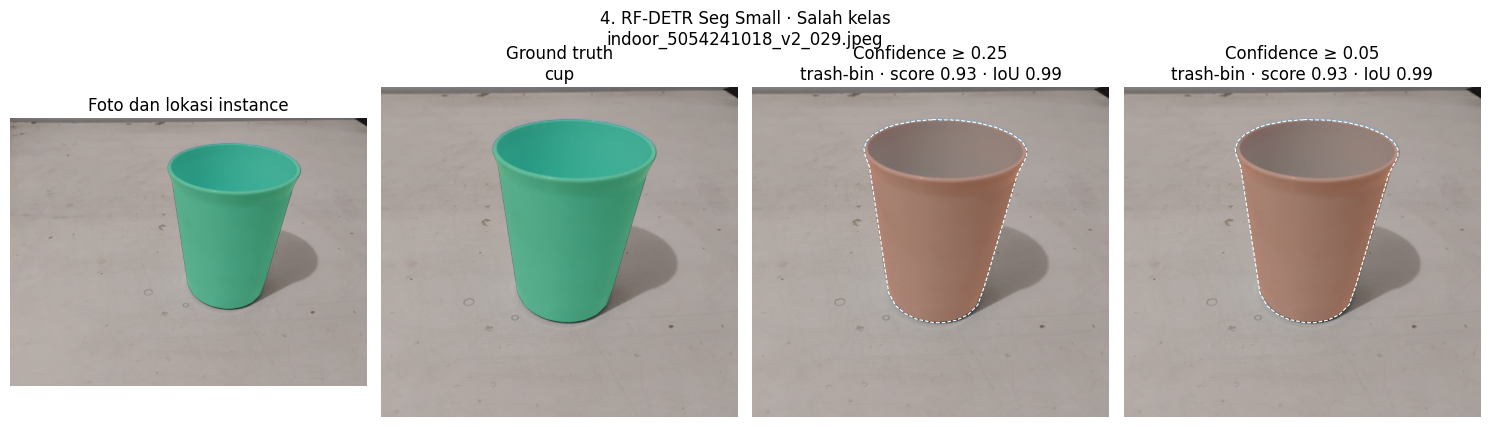 4. RF-DETR Seg Small · Salah kelas
indoor_5054241018_v2_029.jpeg
Foto dan lokasi instance
Ground truth
cup
Confidence ≥ 0.25
trash-bin · score 0.93 · IoU 0.99
Confidence ≥ 0.05
trash-bin · score 0.93 · IoU 0.99